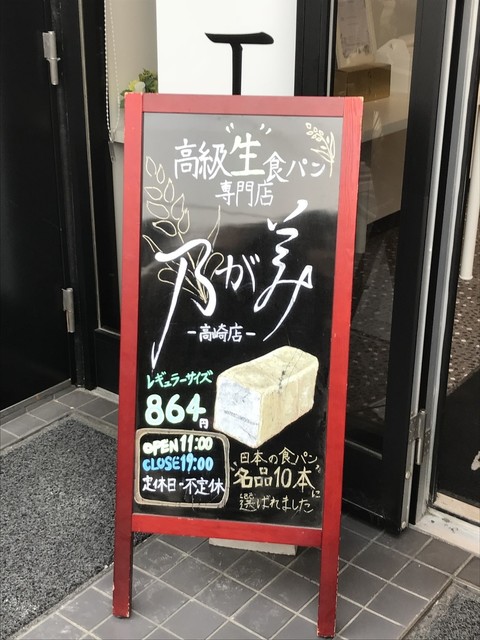 高級"生"食パン
専門店
乃が美
-高崎店-
レギュラーサイズ
864円
OPEN 11:00
CLOSE 19:00
定休日-不定休
日本の食パン
"名品10本"に
選ばれました